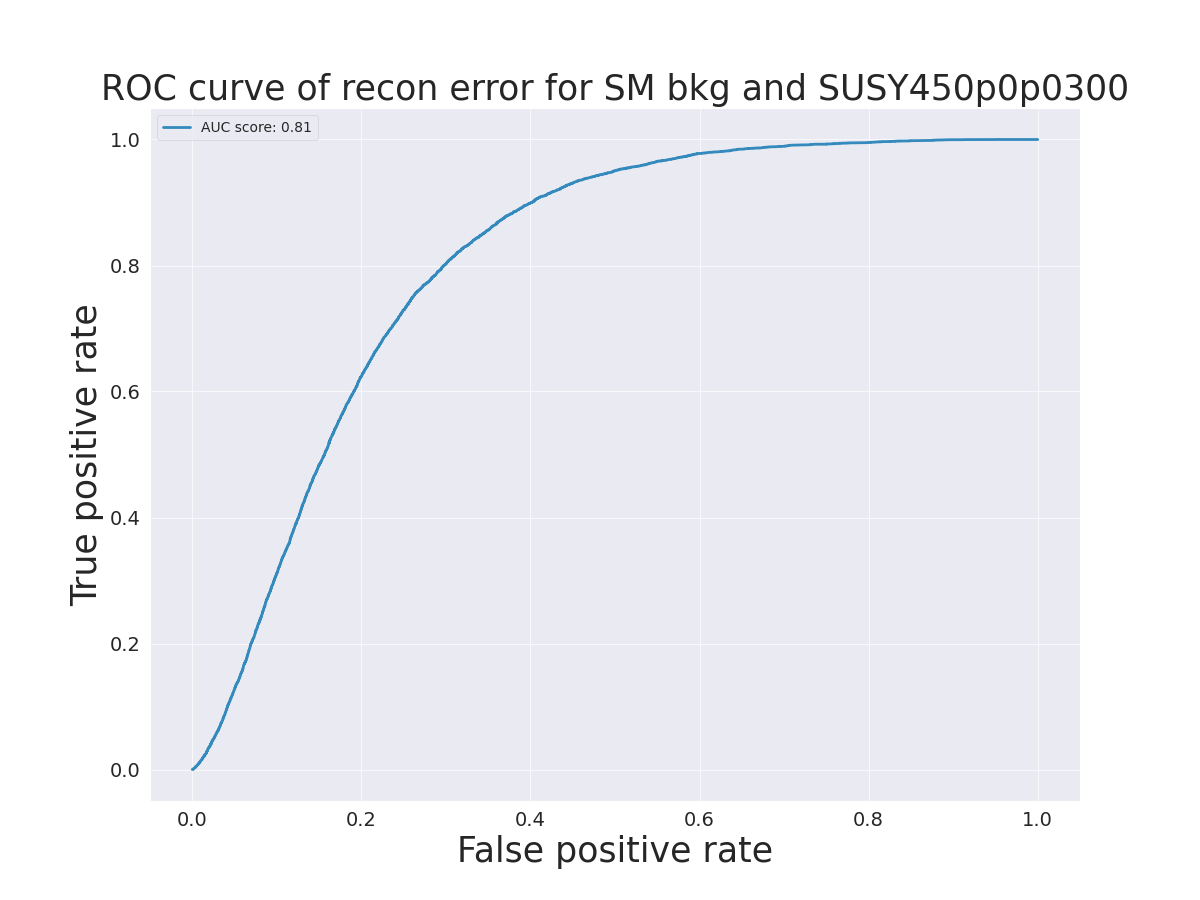 ROC curve of recon error for SM bkg and SUSY450p0p0300
AUC score: 0.81
1.0
0.8
0.6
0.4
0.2
0.0
True positive rate
0.0 0.2 0.4 0.6 0.8 1.0
False positive rate